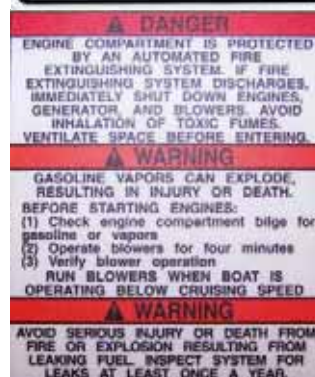 DANGER
ENGINE COMPARTMENT IS PROTECTED
BY AN AUTOMATED FIRE
EXTINGUISHING SYSTEM. IF FIRE
EXTINGUISHING SYSTEM DISCHARGES,
IMMEDIATELY SHUT DOWN ENGINES,
GENERATOR AND BLOWERS. AVOID
INHALATION OF TOXIC FUMES.
VENTILATE SPACE BEFORE ENTERING.
WARNING
GASOLINE VAPORS CAN EXPLODE,
RESULTING IN INJURY OR DEATH.
BEFORE STARTING ENGINES:
(1) Check engine compartment bilge for
gasoline or vapors
(2) Operate blowers for four minutes
(3) Verify blower operation
RUN BLOWERS WHEN BOAT IS
OPERATING BELOW CRUISING SPEED
WARNING
AVOID SERIOUS INJURY OR DEATH FROM
FIRE OR EXPLOSION RESULTING FROM
LEAKING FUEL. INSPECT SYSTEM FOR
LEAKS AT LEAST ONCE A YEAR.